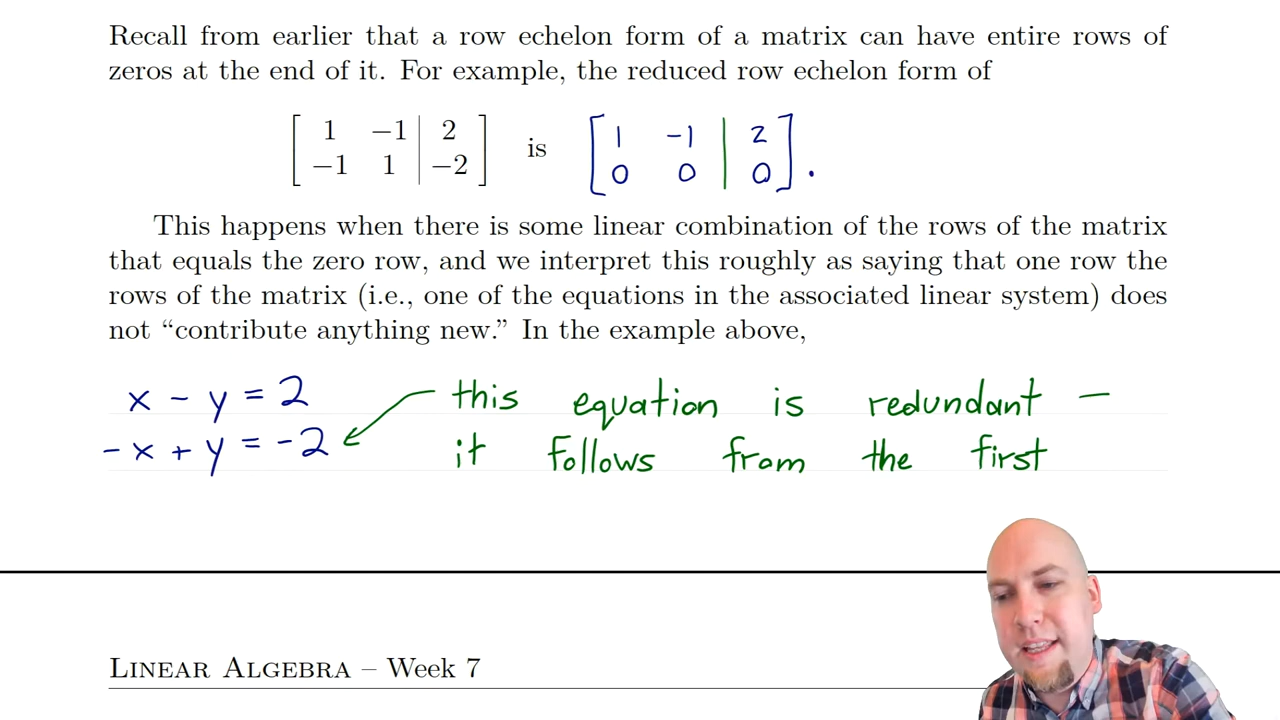 Recall from earlier that a row echelon form of a matrix can have entire rows of
zeros at the end of it. For example, the reduced row echelon form of
[ 1 −1 | 2 ] is [ 1 -1 | 2 ]
[ −1 1 | −2 ] [ 0 0 | 0 ].
This happens when there is some linear combination of the rows of the matrix
that equals the zero row, and we interpret this roughly as saying that one row the
rows of the matrix (i.e., one of the equations in the associated linear system) does
not “contribute anything new.” In the example above,
x - y = 2 this equation is redundant —
-x + y = -2 it follows from the first
LINEAR ALGEBRA – Week 7